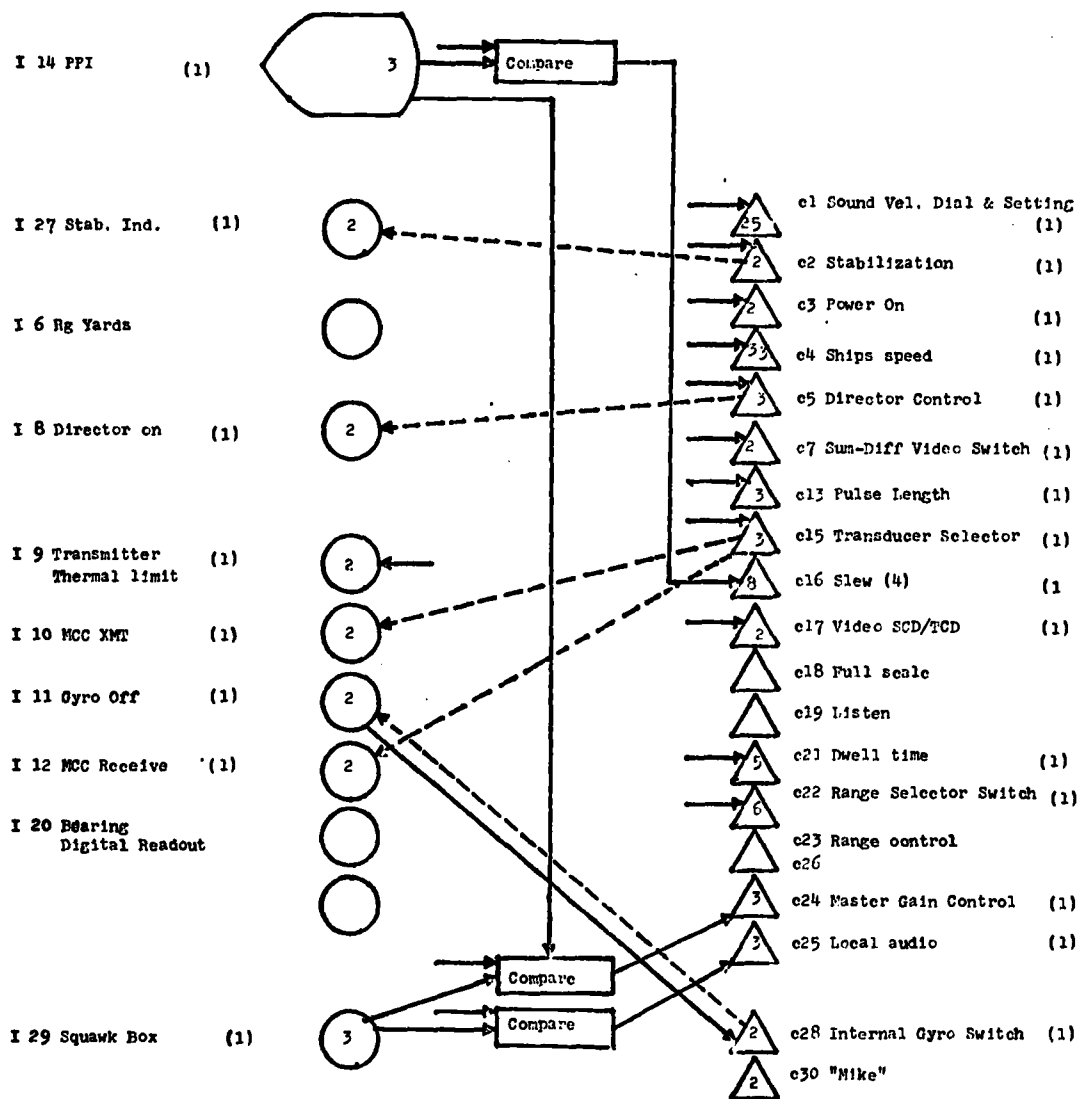 I 14 PPI (1)
3
Compare
I 27 Stab. Ind. (1)
2
I 6 Rg Yards
I 8 Director on (1)
2
I 9 Transmitter (1)
Thermal limit
2
I 10 MCC XMT (1)
2
I 11 Gyro Off (1)
2
I 12 MCC Receive (1)
2
I 20 Bearing
Digital Readout
Compare
Compare
I 29 Squawk Box (1)
3
c1 Sound Vel. Dial & Setting
25 (1)
2 c2 Stabilization (1)
2 c3 Power On (1)
33 c4 Ships speed (1)
3 c5 Director Control (1)
2 c7 Sum-Diff Video Switch (1)
3 c13 Pulse Length (1)
3 c15 Transducer Selector (1)
8 c16 Slew (4) (1
2 c17 Video SCD/TCD (1)
c18 Full scale
c19 Listen
5 c21 Dwell time (1)
6 c22 Range Selector Switch (1)
c23 Range control
c26
3 c24 Master Gain Control (1)
3 c25 Local audio (1)
2 c28 Internal Gyro Switch (1)
2 c30 "Mike"